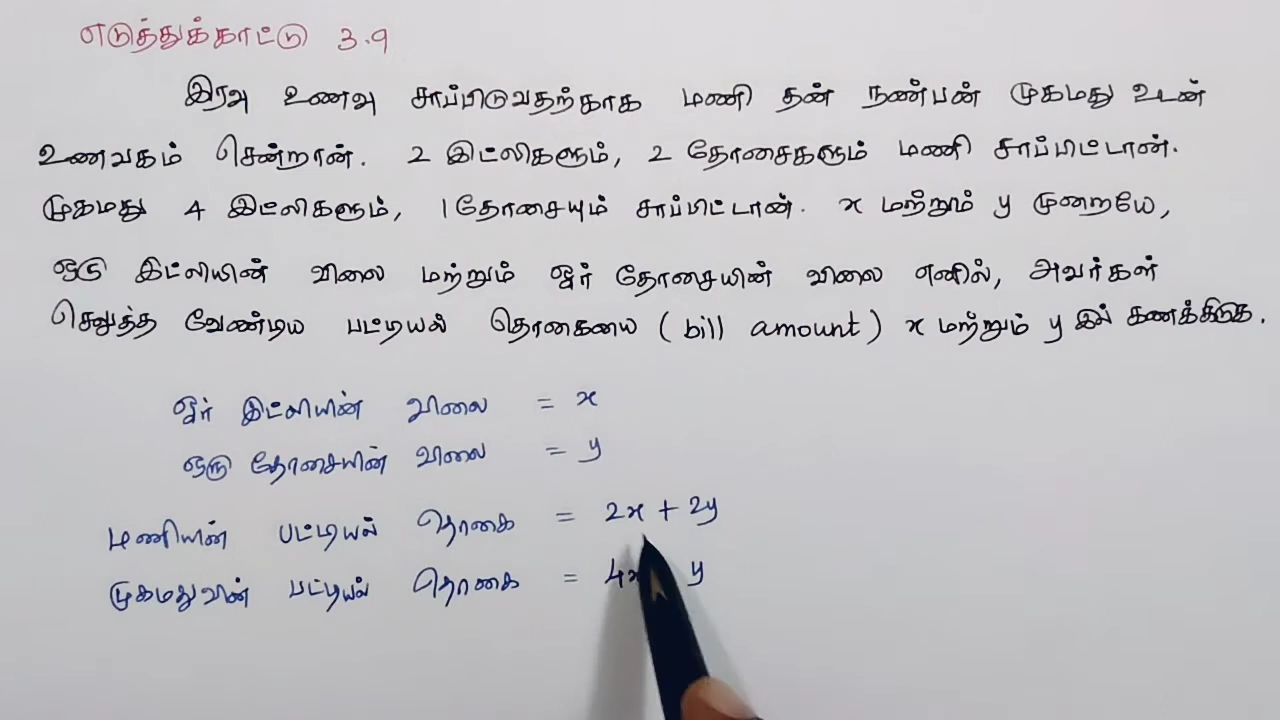 எடுத்துக்காட்டு 3.9
இரவு உணவு சாப்பிடுவதற்காக மணி தன் நண்பன் முகமது உடன்
உணவகம் சென்றான். 2 இட்லிகளும், 2 தோசைகளும் மணி சாப்பிட்டான்.
முகமது 4 இட்லிகளும், 1 தோசையும் சாப்பிட்டான். x மற்றும் y முறையே,
ஒரு இட்லியின் விலை மற்றும் ஓர் தோசையின் விலை எனில், அவர்கள்
செலுத்த வேண்டிய பட்டியல் தொகையை (bill amount) x மற்றும் y இல் கணக்கிடுக.
ஓர் இட்லியின் விலை = x
ஒரு தோசையின் விலை = y
மணியின் பட்டியல் தொகை = 2x + 2y
முகமதுவின் பட்டியல் தொகை = 4x y